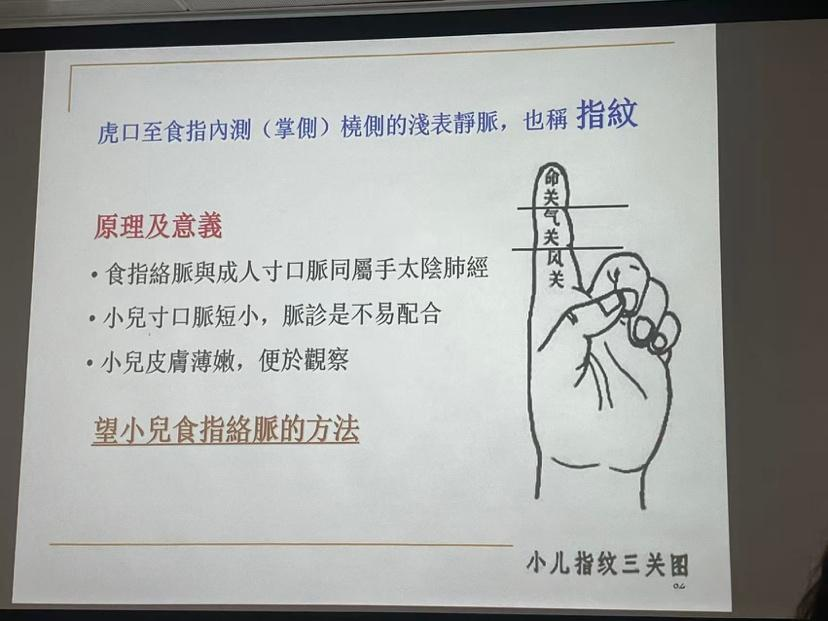 虎口至食指內測（掌側）橈側的淺表靜脈，也稱 指紋
原理及意義
• 食指絡脈與成人寸口脈同屬手太陰肺經
• 小兒寸口脈短小，脈診是不易配合
• 小兒皮膚薄嫩，便於觀察
望小兒食指絡脈的方法
命
关
气
关
风
关
小儿指纹三关图